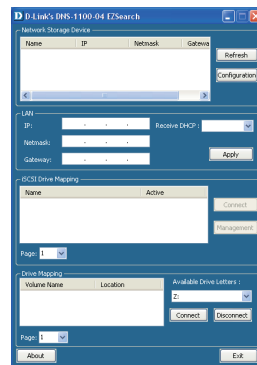 D-Link's DNS-1100-04 EZSearch
Network Storage Device
Name IP Netmask Gatewa
Refresh
Configuration
LAN
IP: . . . Receive DHCP :
Netmask: . . .
Gateway: . . . Apply
ISCSI Drive Mapping
Name Active
Connect
Management
Page: 1
Drive Mapping
Volume Name Location Available Drive Letters :
Z:
Connect Disconnect
Page: 1
About Exit